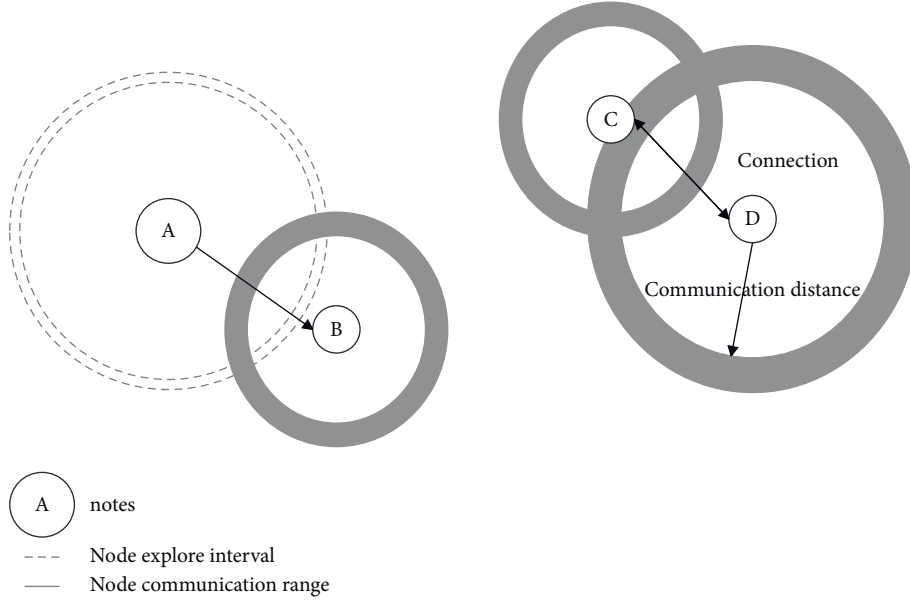 C
Connection
A
D
Communication distance
B
A
notes
Node explore interval
Node communication range